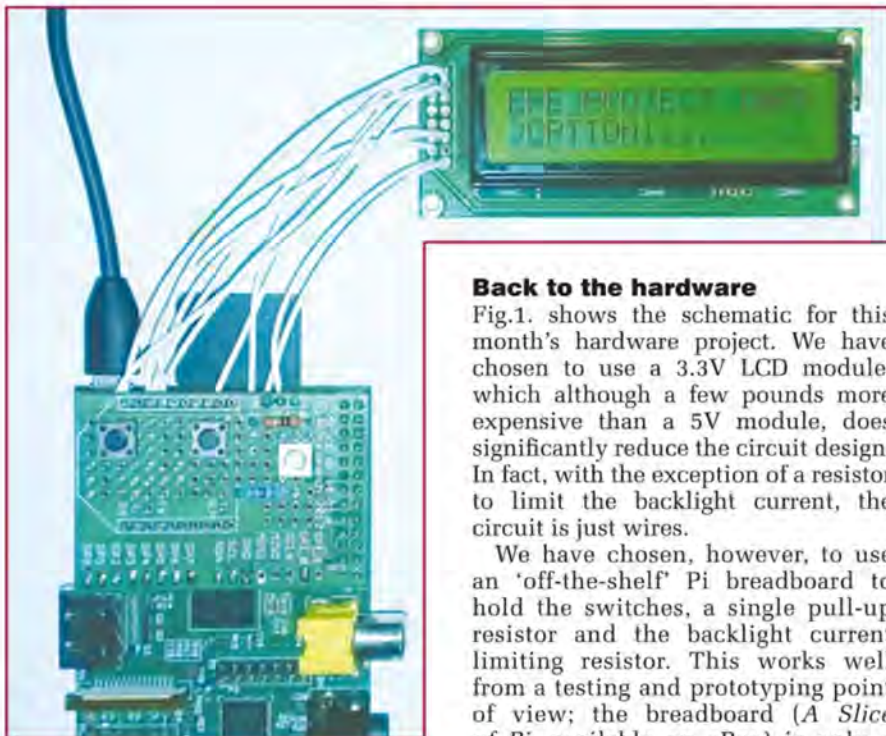 PROJECT
Back to the hardware
Fig.1. shows the schematic for this
month's hardware project. We have
chosen to use a 3.3V LCD module
which although a few pounds more
expensive than a 5V module, does
significantly reduce the circuit design
In fact, with the exception of a resistor
to limit the backlight current, the
circuit is just wires.
We have chosen, however, to use
an 'off-the-shelf' Pi breadboard to
hold the switches, a single pull-up
resistor and the backlight current
limiting resistor. This works well
from a testing and prototyping point
of view; the breadboard (A Slice
of Pi, available